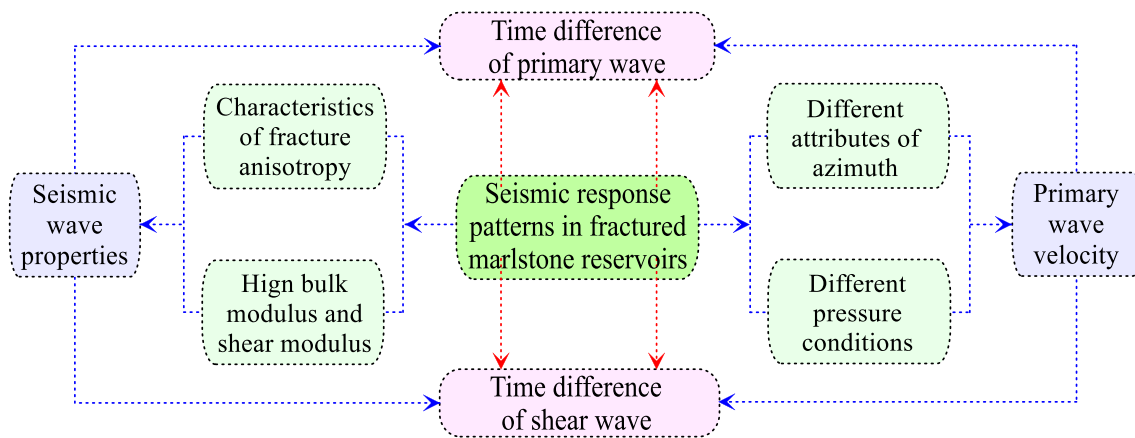 Time difference
of primary wave
Characteristics
of fracture
anisotropy
Different
attributes of
azimuth
Seismic
wave
properties
Seismic response
patterns in fractured
marlstone reservoirs
Primary
wave
velocity
Hign bulk
modulus and
shear modulus
Different
pressure
conditions
Time difference
of shear wave